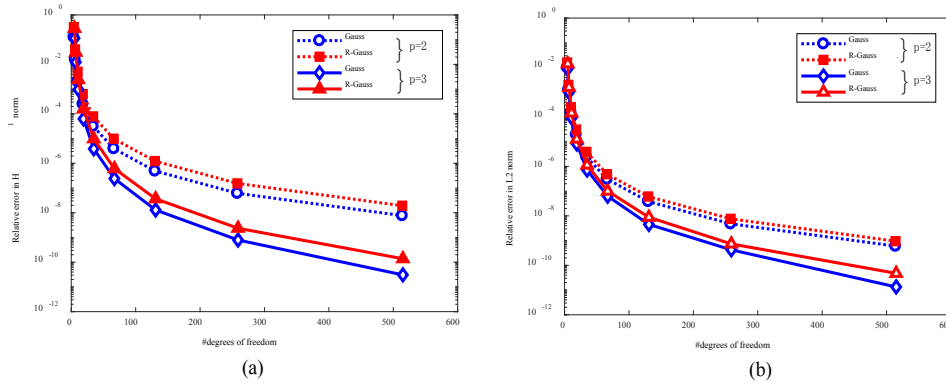 10 0
10 -2
10 -4
10 -6
10 -8
10 -10
10 -12
Relative error in H 1 norm
0 100 200 300 400 500 600
#degrees of freedom
Gauss
R-Gauss
} p=2
Gauss
R-Gauss
} p=3
(a)
10 0
10 -2
10 -4
10 -6
10 -8
10 -10
10 -12
Relative error in L2 norm
0 100 200 300 400 500 600
#degrees of freedom
Gauss
R-Gauss
} p=2
Gauss
R-Gauss
} p=3
(b)